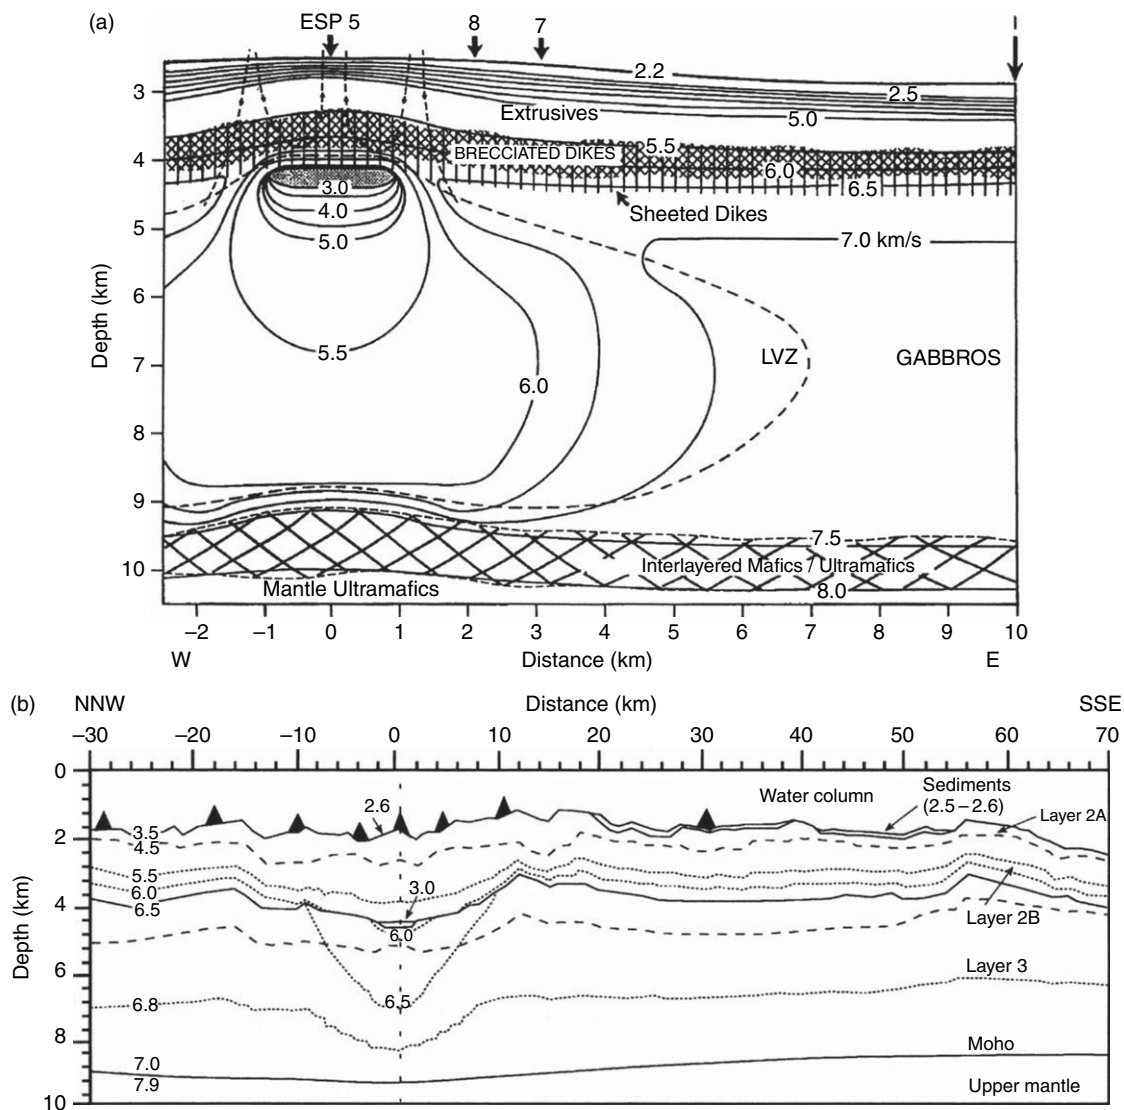 (a)
ESP 5
8
7
2.2
2.5
3
Extrusives
5.0
5.5
BRECCIATED DIKES
4
6.0
3.0
6.5
4.0
Sheeted Dikes
5
5.0
7.0 km/s
Depth (km)
6
5.5
LVZ
GABBROS
7
6.0
8
9
7.5
10
Interlayered Mafics / Ultramafics
Mantle Ultramafics
8.0
–2
–1
0
1
2
3
4
5
6
7
8
9
10
W
Distance (km)
E
(b)
NNW
Distance (km)
SSE
–30
–20
–10
0
10
20
30
40
50
60
70
0
2.6
Water column
Sediments
(2.5 – 2.6)
Layer 2A
3.5
2
4.5
5.5
6.0
3.0
6.5
4
Layer 2B
6.0
Depth (km)
6
Layer 3
6.5
6.8
8
Moho
7.0
7.9
Upper mantle
10